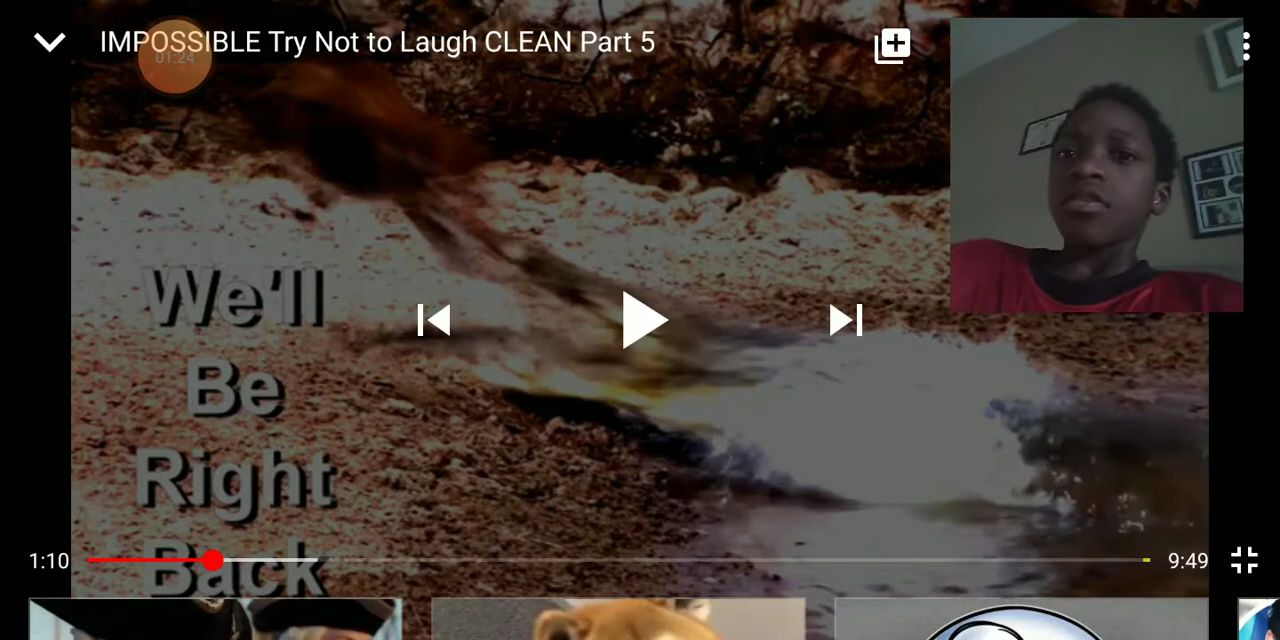 IMPOSSIBLE Try Not to Laugh CLEAN Part 5
01:24
We'll
Be
Right
Back
1:10
9:49